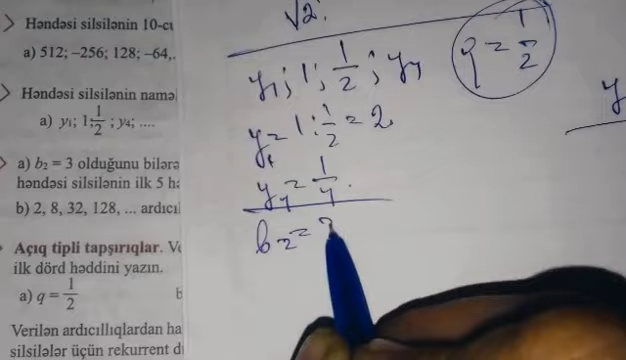 Həndəsi silsilənin 10-cu
a) 512; –256; 128; –64,.
Həndəsi silsilənin nama
a) y₁; 1; 1/2 ; y₄; ....
a) b₂ = 3 olduğunu bilərə
həndəsi silsilənin ilk 5 hə
b) 2, 8, 32, 128, ... ardıcıl
Açıq tipli tapşırıqlar. Ve
ilk dörd həddini yazın.
a) q = 1/2
b
Verilən ardıcıllıqlardan ha
silsilələr üçün rekurrent d
√2.
y₁; 1; 1/2; y₄
q = 1/2
y₁ = 1 : 1/2 = 2
y₄ = 1/4.
b₂ =
y